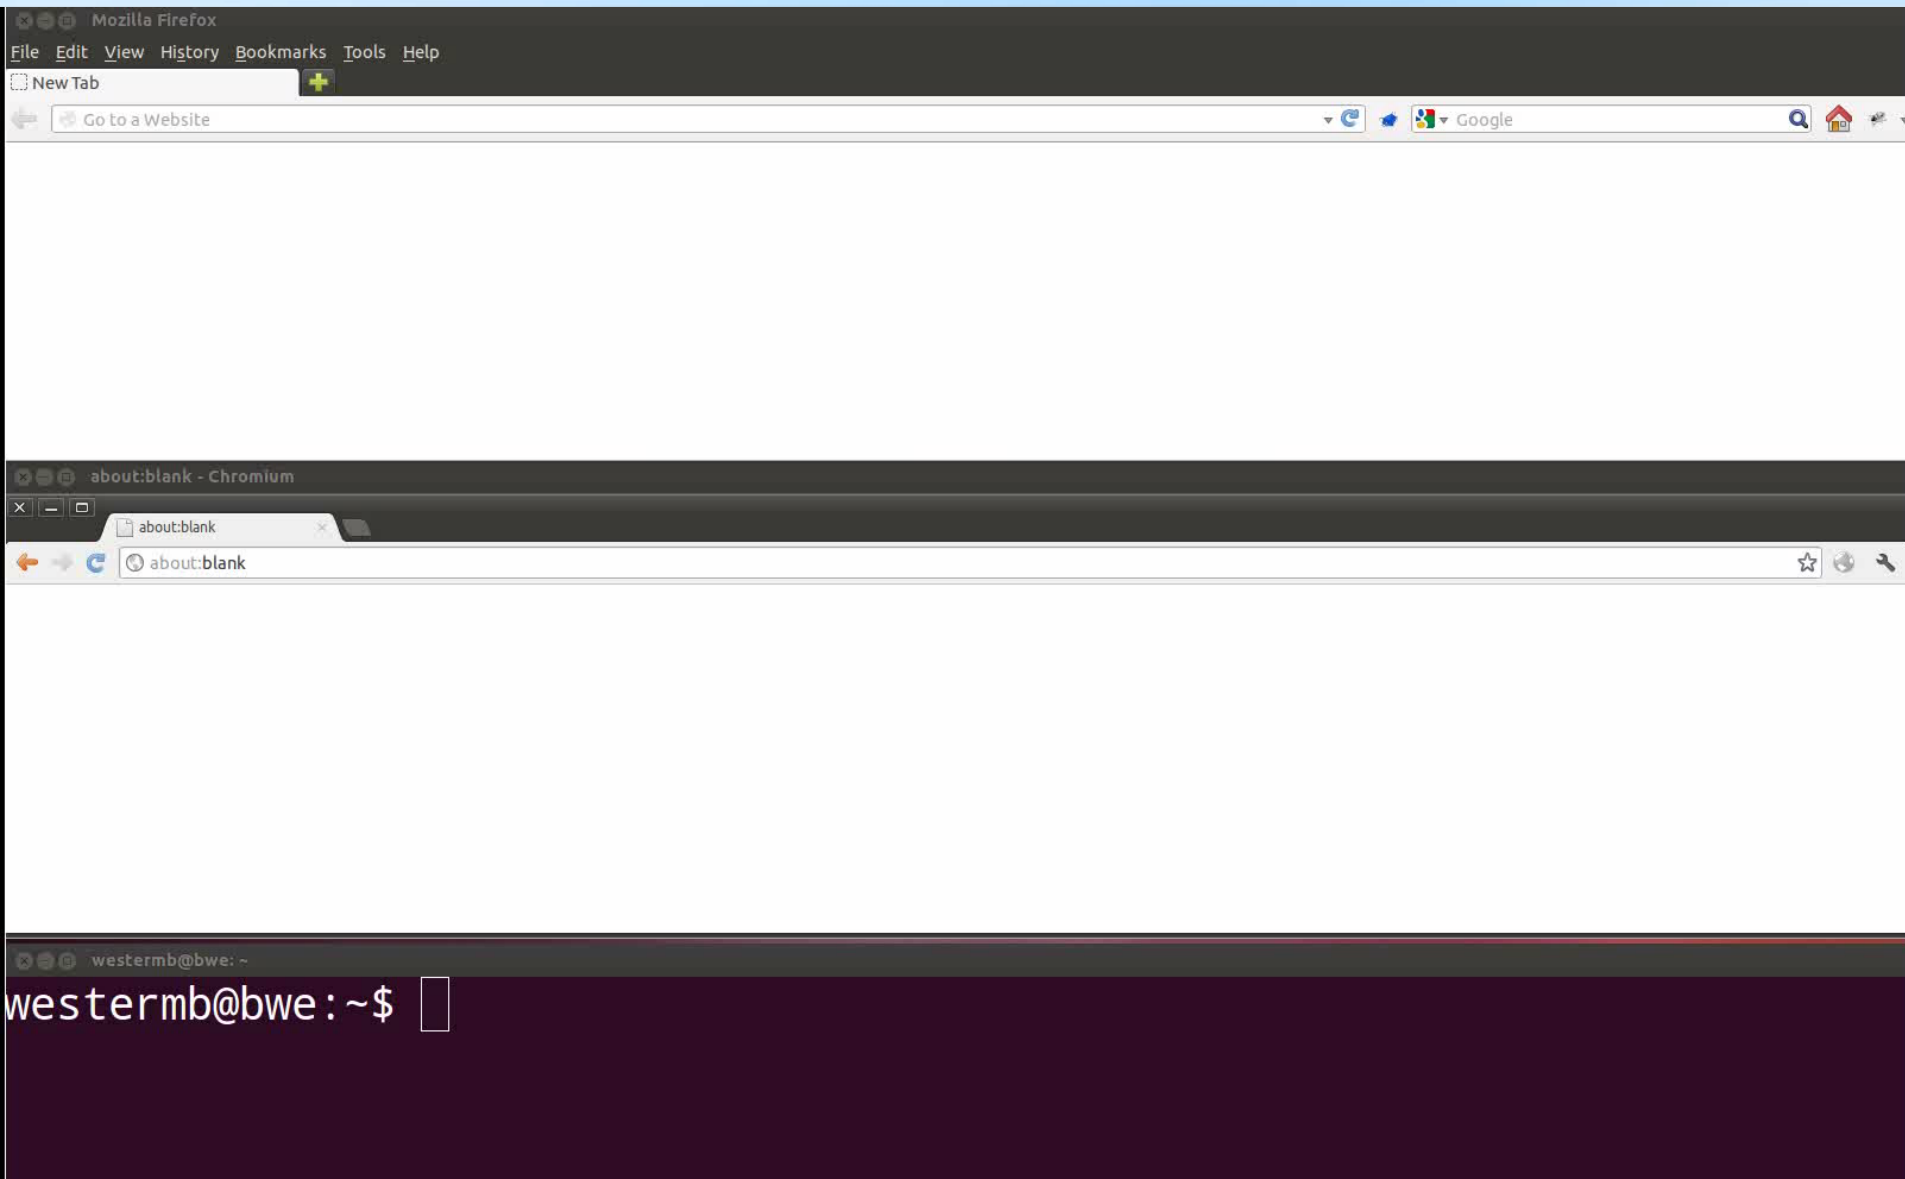 Mozilla Firefox
File Edit View History Bookmarks Tools Help
New Tab
Go to a Website Google
about:blank - Chromium
about:blank
about:blank
westermb@bwe: ~
westermb@bwe:~$